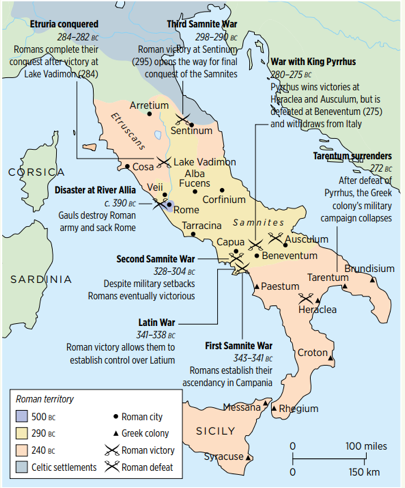 Etruria conquered
284–282 BC
Romans complete their
conquest after victory at
Lake Vadimon (284)
Third Samnite War
298–290 BC
Roman victory at Sentinum
(295) opens the way for final
conquest of the Samnites
War with King Pyrrhus
280–275 BC
Pyrrhus wins victories at
Heraclea and Ausculum, but is
defeated at Beneventum (275)
and withdraws from Italy
Tarentum surrenders
272 BC
After defeat of
Pyrrhus, the Greek
colony's military
campaign collapses
Arretium
Etruscans
Sentinum
CORSICA
Cosa
Lake Vadimon
Alba
Fucens
Veii
Corfinium
Disaster at River Allia
c. 390 BC
Gauls destroy Roman
army and sack Rome
Rome
Samnites
Tarracina
Capua
Ausculum
Beneventum
Brundisium
Tarentum
Second Samnite War
328–304 BC
Despite military setbacks
Romans eventually victorious
SARDINIA
Paestum
Heraclea
Latin War
341–338 BC
Roman victory allows them to
establish control over Latium
First Samnite War
343–341 BC
Romans establish their
ascendancy in Campania
Croton
Messana
Rhegium
SICILY
Syracuse
Roman territory
500 BC
290 BC
240 BC
Celtic settlements
Roman city
Greek colony
Roman victory
Roman defeat
0 100 miles
0 150 km